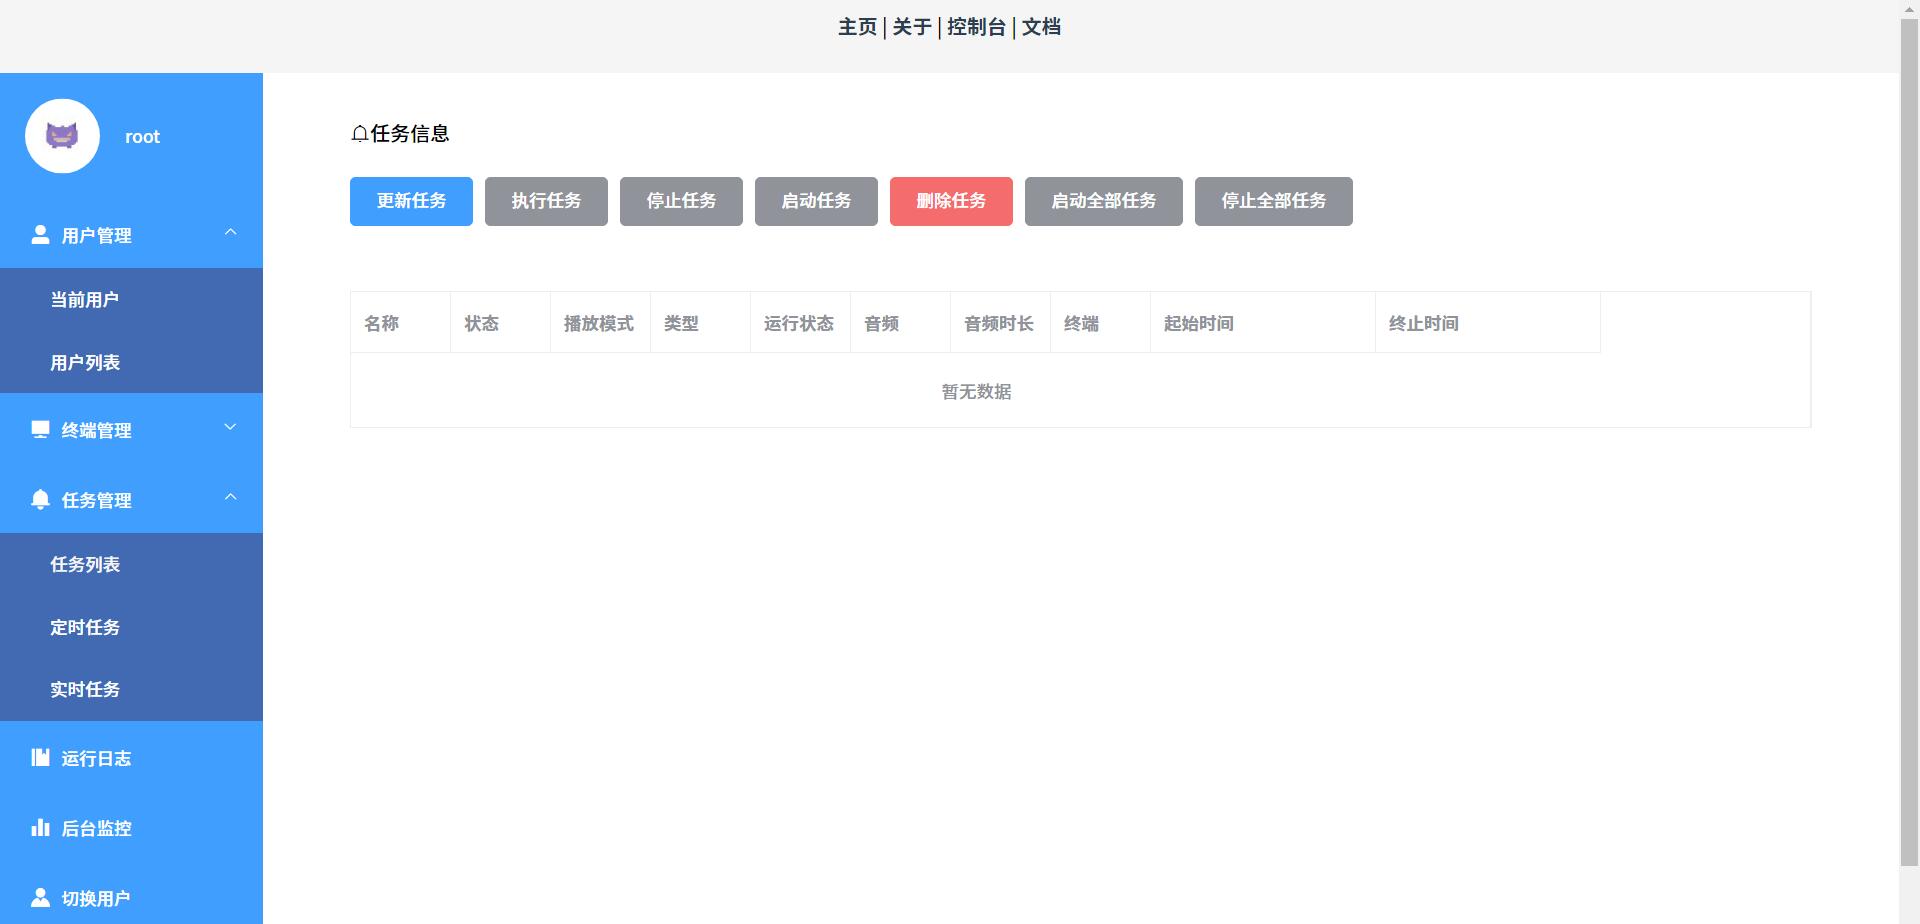 主页 | 关于 | 控制台 | 文档
root
用户管理
当前用户
用户列表
终端管理
任务管理
任务列表
定时任务
实时任务
运行日志
后台监控
切换用户
任务信息
更新任务 执行任务 停止任务 启动任务 删除任务 启动全部任务 停止全部任务
名称 状态 播放模式 类型 运行状态 音频 音频时长 终端 起始时间 终止时间
暂无数据